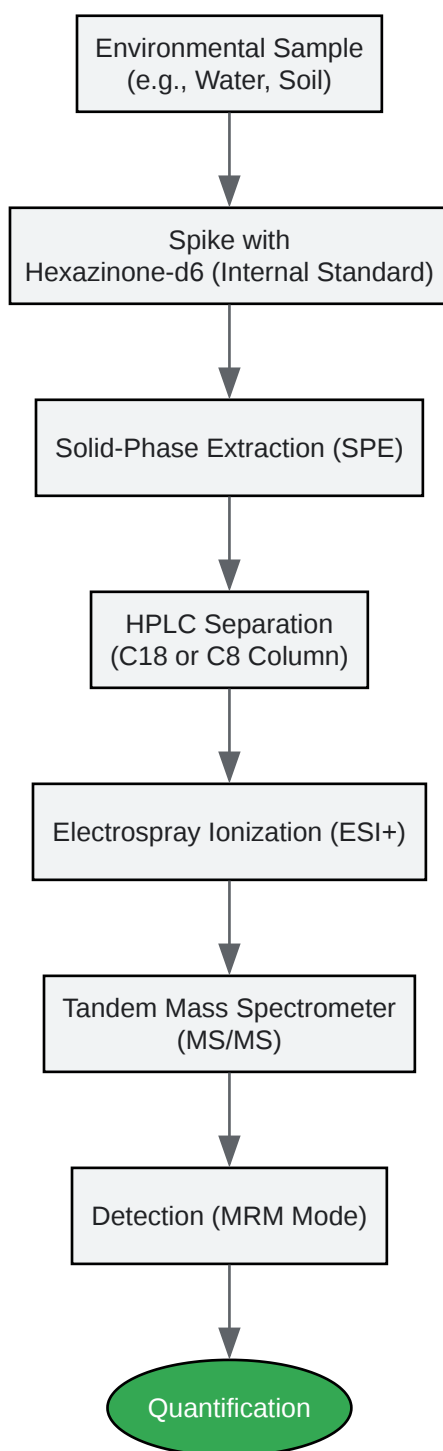 Environmental Sample
(e.g., Water, Soil)
Spike with
Hexazinone-d6 (Internal Standard)
Solid-Phase Extraction (SPE)
HPLC Separation
(C18 or C8 Column)
Electrospray Ionization (ESI+)
Tandem Mass Spectrometer
(MS/MS)
Detection (MRM Mode)
Quantification